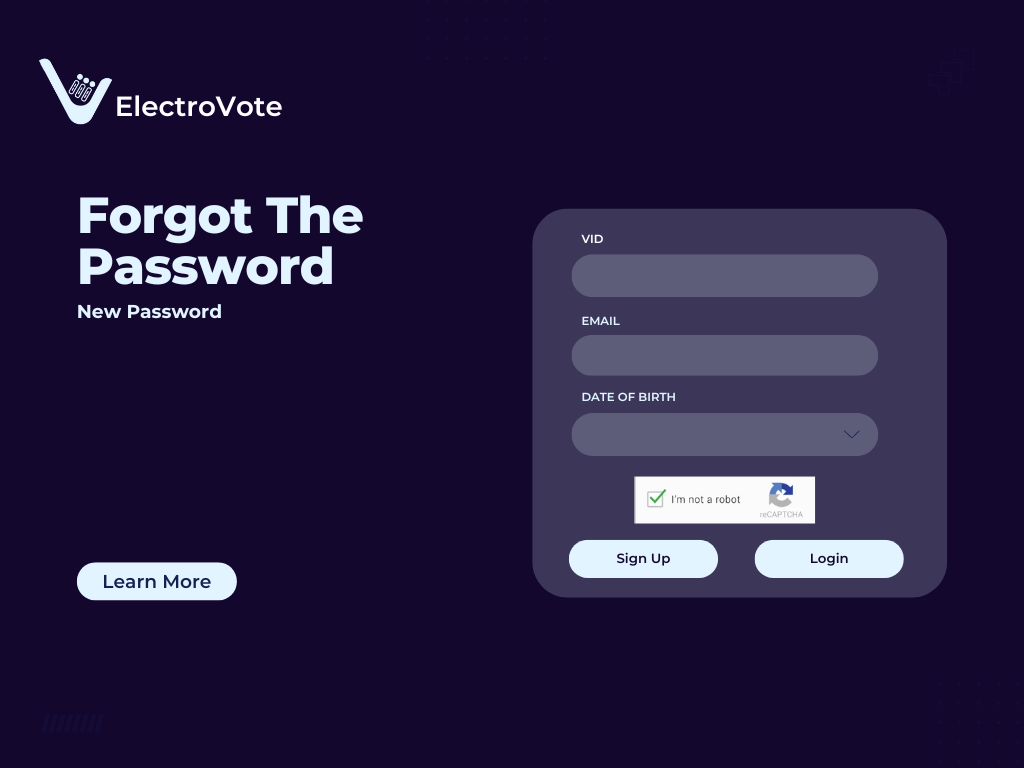 ElectroVote
Forgot The
Password
New Password
Learn More
VID
EMAIL
DATE OF BIRTH
I'm not a robot
reCAPTCHA
Sign Up
Login